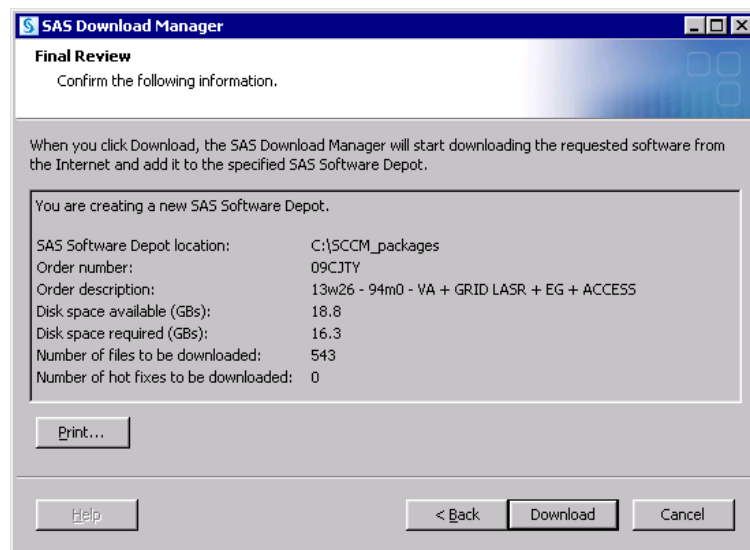 SAS Download Manager
Final Review
Confirm the following information.
When you click Download, the SAS Download Manager will start downloading the requested software from
the Internet and add it to the specified SAS Software Depot.
You are creating a new SAS Software Depot.
SAS Software Depot location: C:\SCCM_packages
Order number: 09CJTY
Order description: 13w26 - 94m0 - VA + GRID LASR + EG + ACCESS
Disk space available (GBs): 18.8
Disk space required (GBs): 16.3
Number of files to be downloaded: 543
Number of hot fixes to be downloaded: 0
Print...
Help < Back Download Cancel